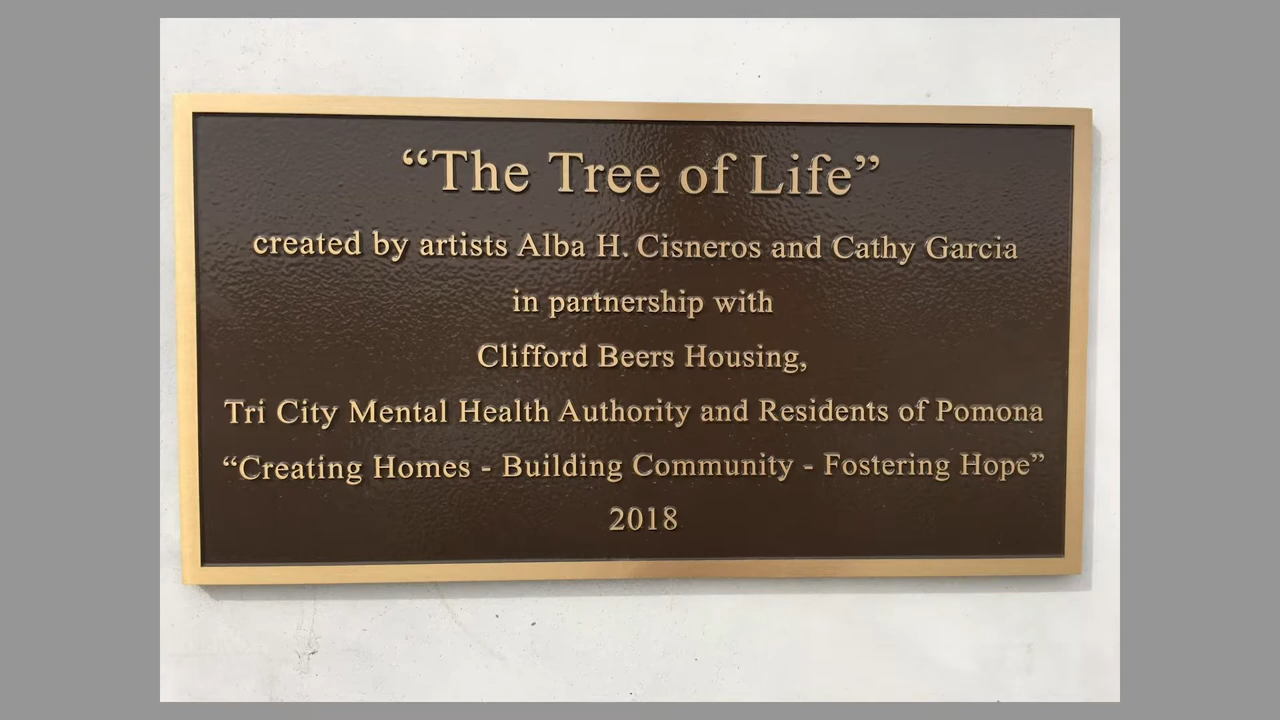 “The Tree of Life”
created by artists Alba H. Cisneros and Cathy Garcia
in partnership with
Clifford Beers Housing,
Tri City Mental Health Authority and Residents of Pomona
“Creating Homes - Building Community - Fostering Hope”
2018